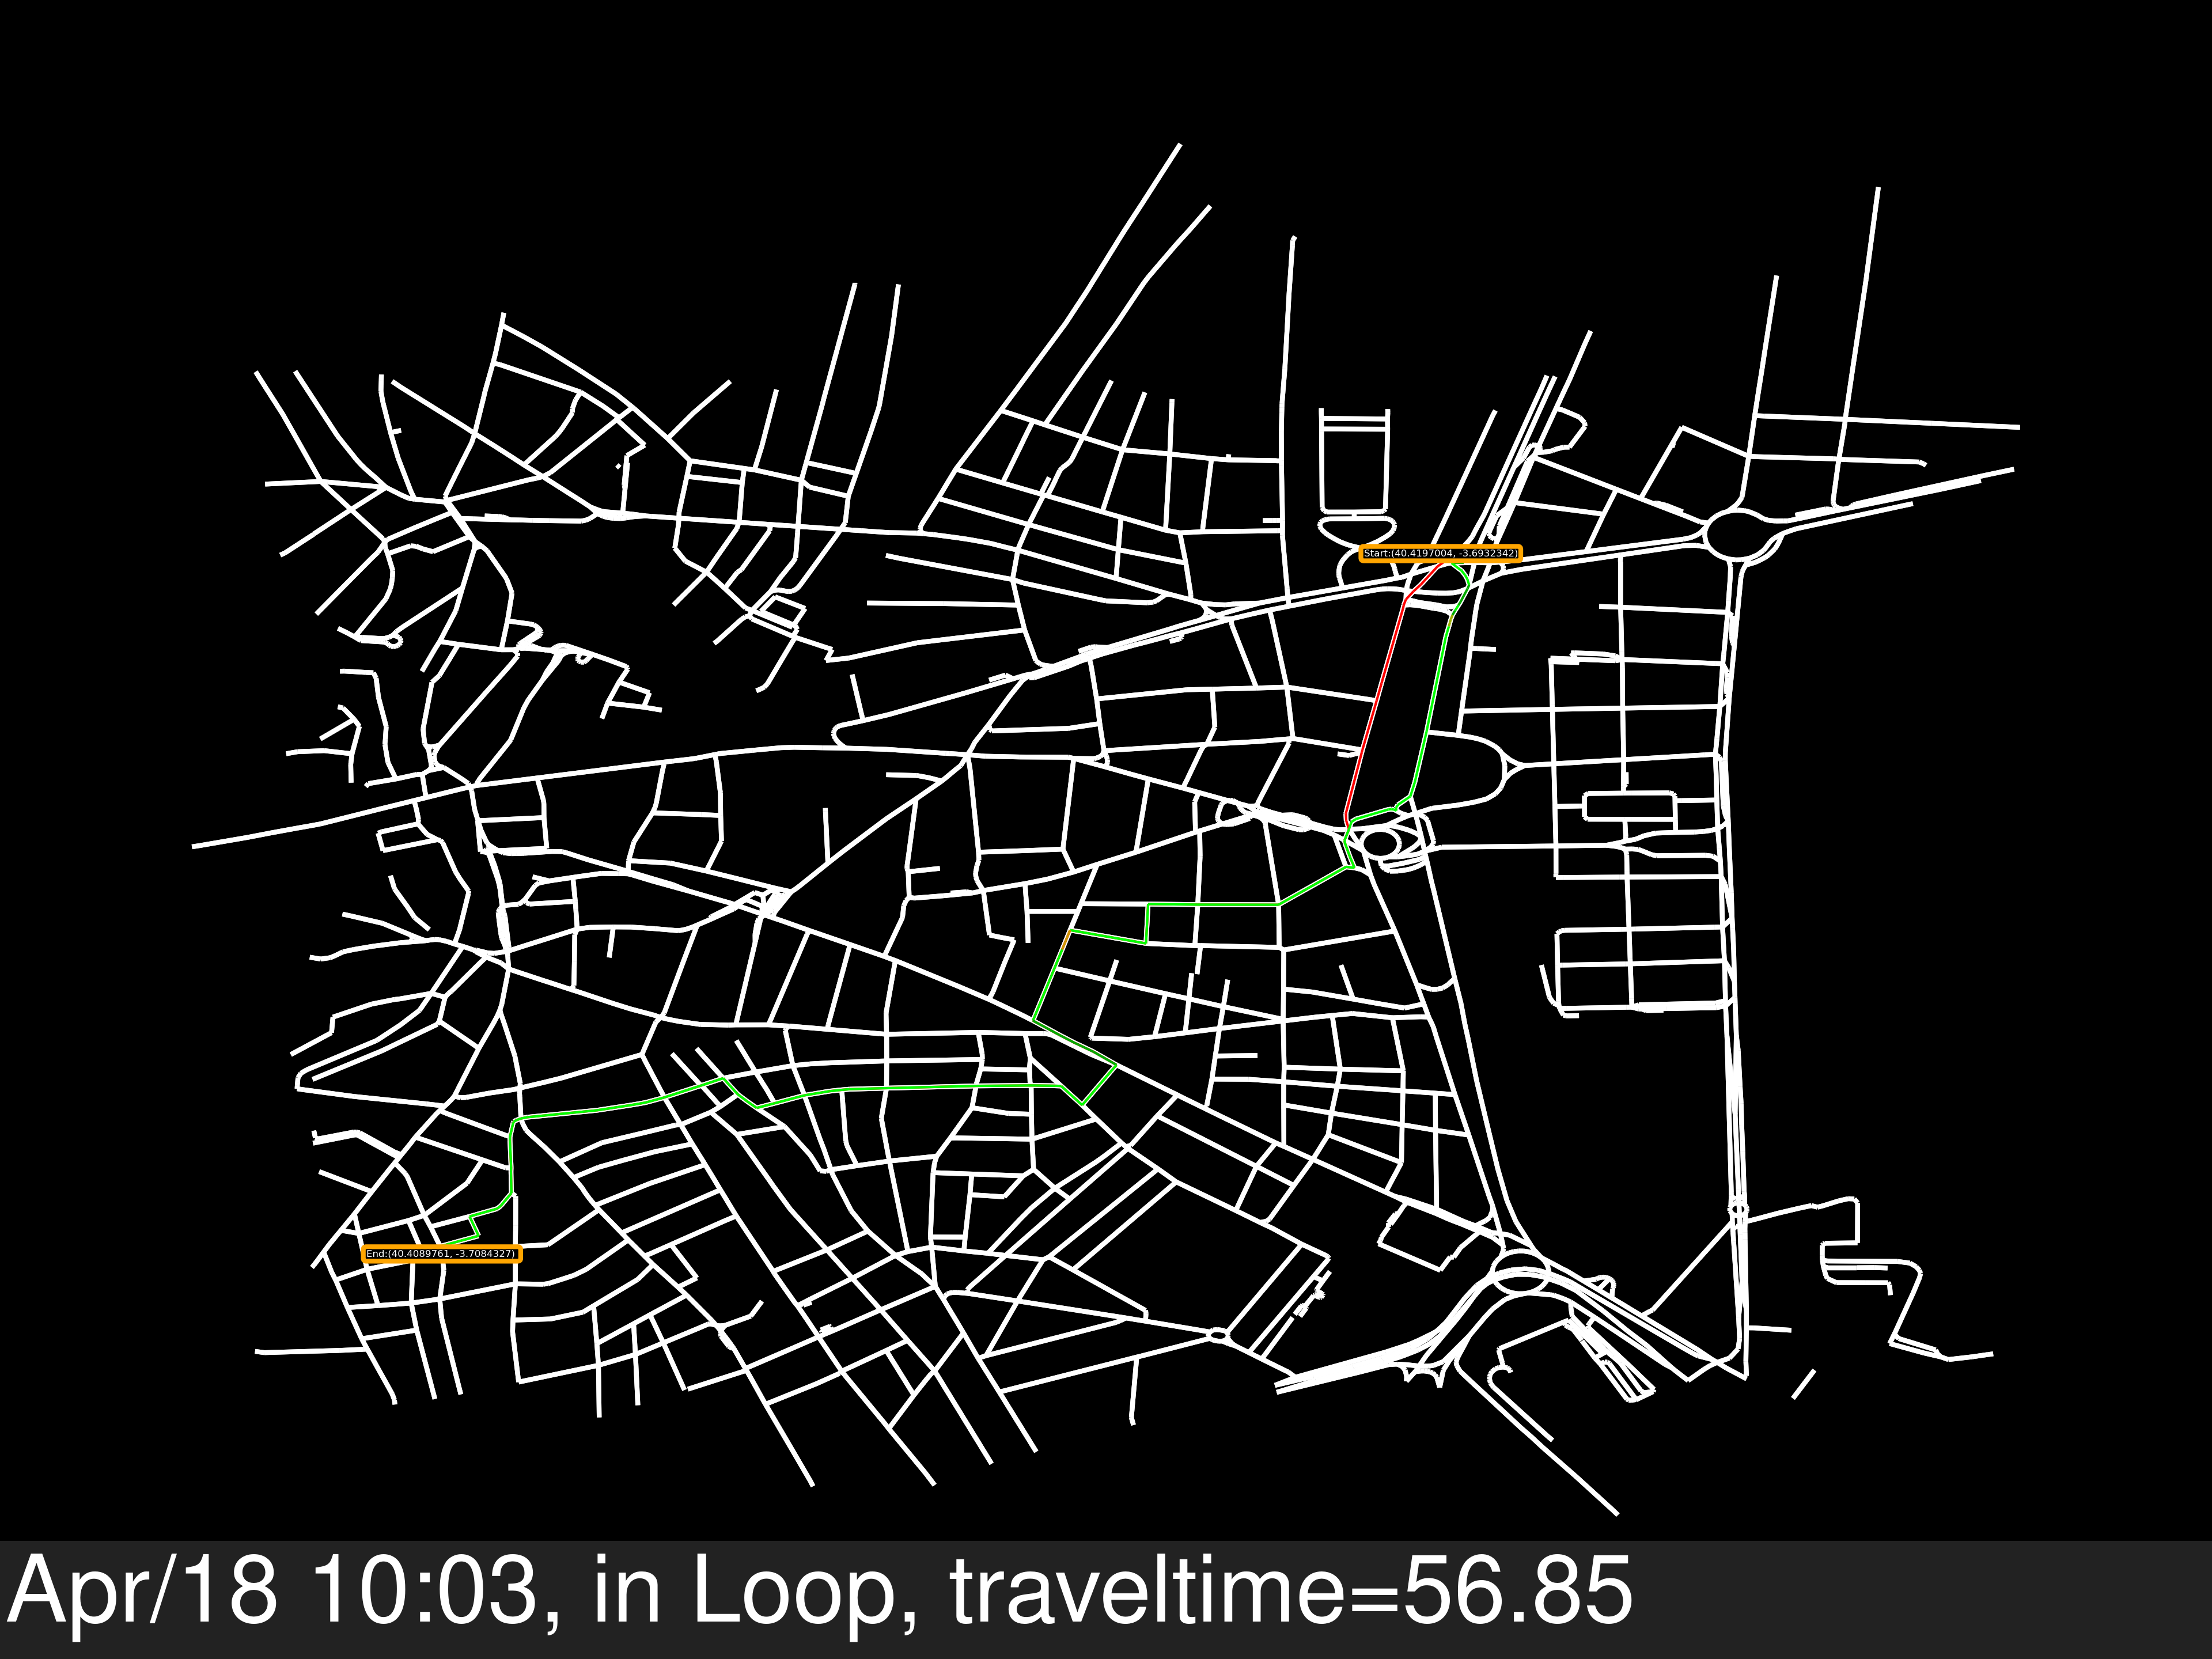 Start:(40.4197004, -3.6932342)
End:(40.4089761, -3.7084327)
Apr/18 10:03, in Loop, traveltime=56.85